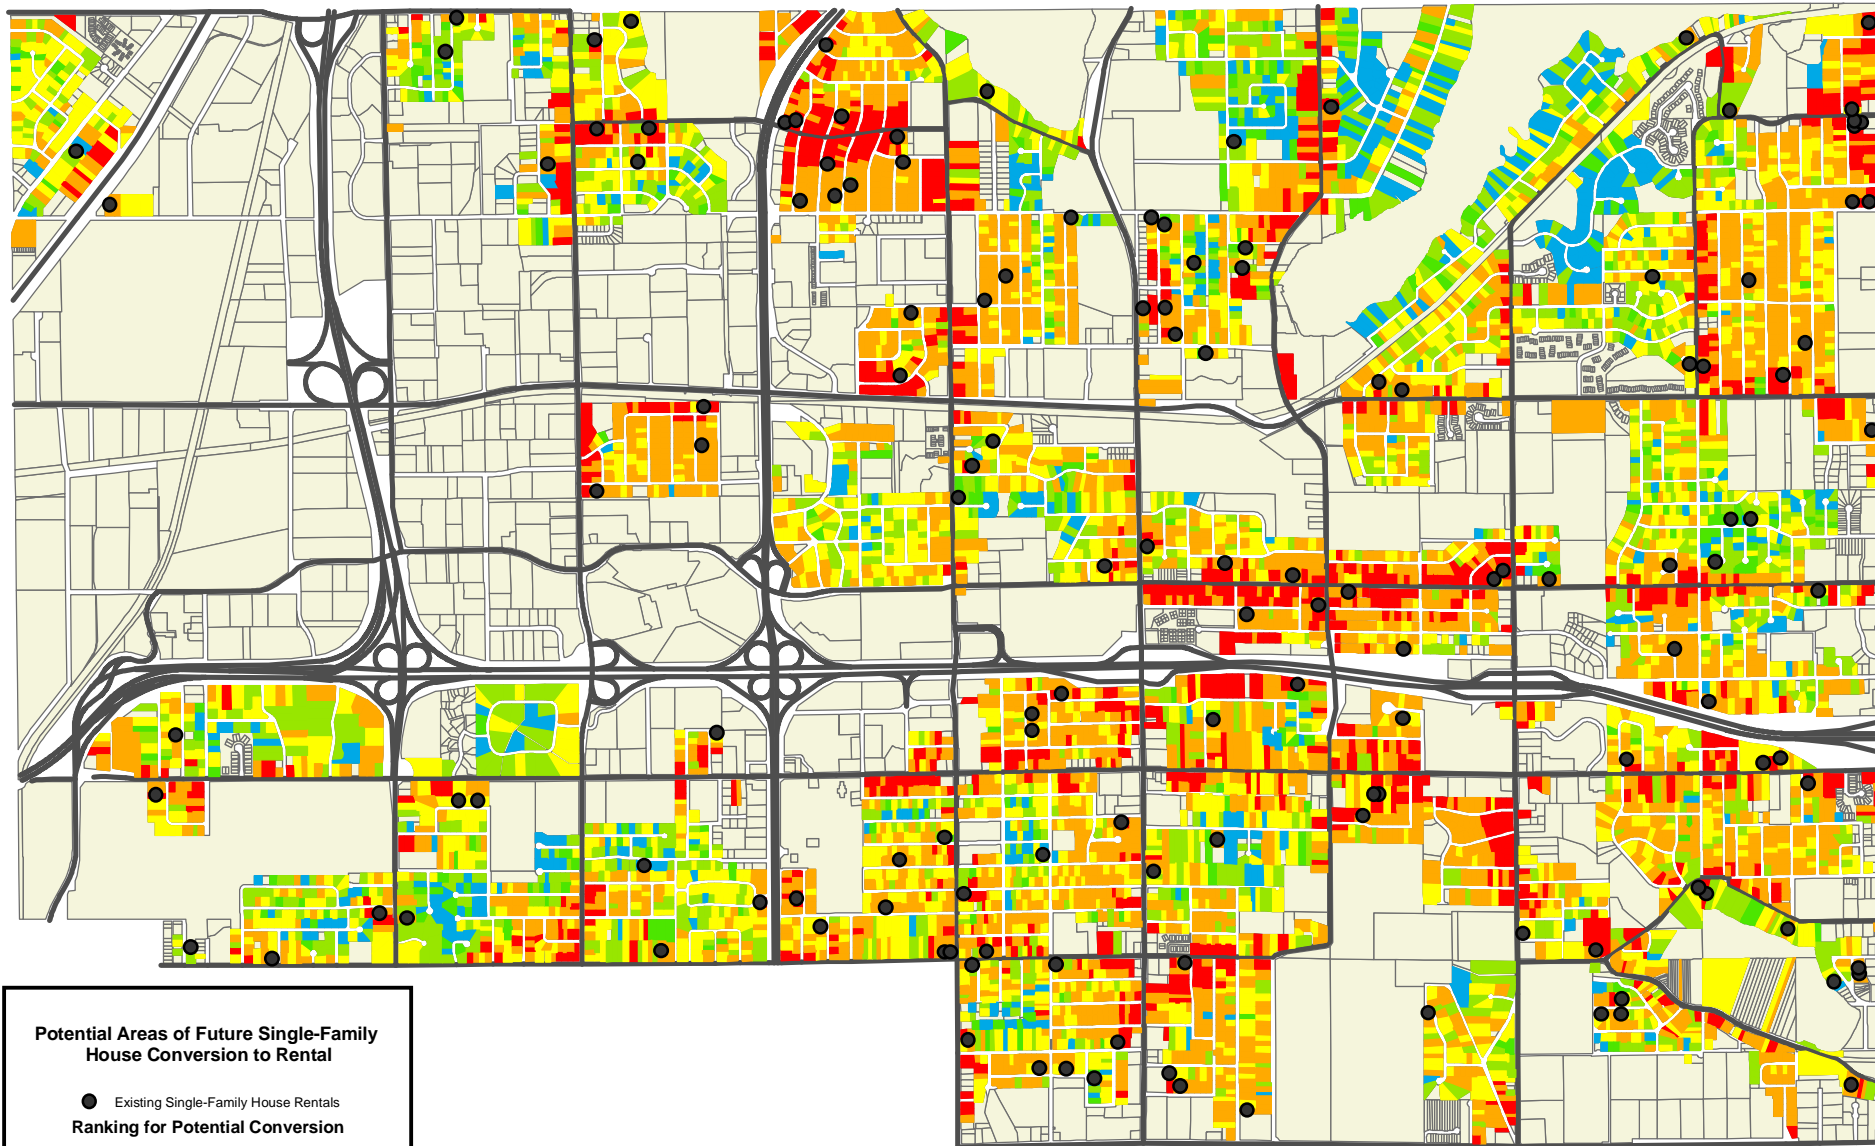 Potential Areas of Future Single-Family
House Conversion to Rental
Existing Single-Family House Rentals
Ranking for Potential Conversion